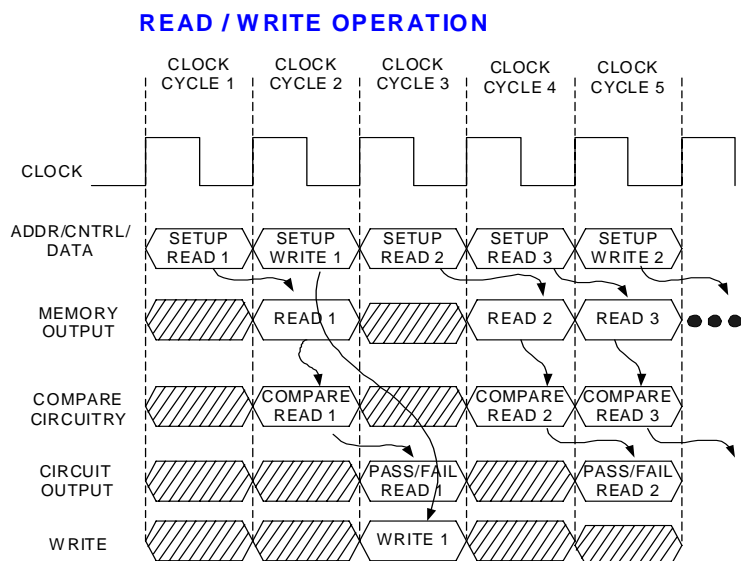 READ / WRITE OPERATION
CLOCK CYCLE 1
CLOCK CYCLE 2
CLOCK CYCLE 3
CLOCK CYCLE 4
CLOCK CYCLE 5
CLOCK
ADDR/CNTRL/
DATA
SETUP
READ 1
SETUP
WRITE 1
SETUP
READ 2
SETUP
READ 3
SETUP
WRITE 2
MEMORY
OUTPUT
READ 1
READ 2
READ 3
COMPARE
CIRCUITRY
COMPARE
READ 1
COMPARE
READ 2
COMPARE
READ 3
CIRCUIT
OUTPUT
PASS/FAIL
READ 1
PASS/FAIL
READ 2
WRITE
WRITE 1